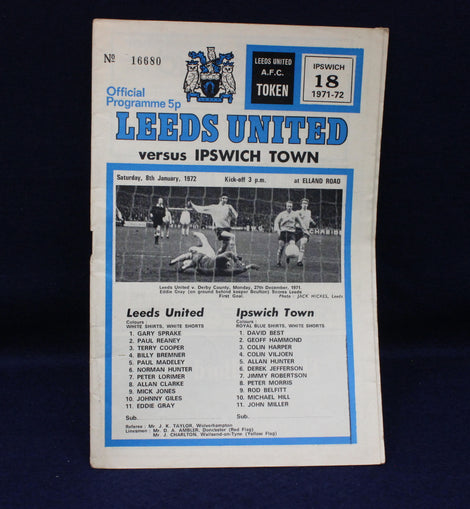 Nº 16680
LEEDS UNITED
A.F.C.
TOKEN
IPSWICH
18
1971-72
Official
Programme 5p
LEEDS UNITED
versus IPSWICH TOWN
Saturday, 8th January, 1972 Kick-off 3 p.m. at ELLAND ROAD
Leeds United v. Derby County, Monday, 27th December, 1971.
Eddie Gray (on ground behind keeper Boulton) Scores Leeds
First Goal. Photo : JACK HICKES, Leeds
Leeds United
Colours :
WHITE SHIRTS, WHITE SHORTS
1 GARY SPRAKE
2 PAUL REANEY
3 TERRY COOPER
4 BILLY BREMNER
5 PAUL MADELEY
6 NORMAN HUNTER
7 PETER LORIMER
8 ALLAN CLARKE
9 MICK JONES
10 JOHNNY GILES
11 EDDIE GRAY
Sub.
Ipswich Town
Colours :
ROYAL BLUE SHIRTS, WHITE SHORTS
1 DAVID BEST
2 GEOFF HAMMOND
3 COLIN HARPER
4 COLIN VILJOEN
5 ALLAN HUNTER
6 DEREK JEFFERSON
7 JIMMY ROBERTSON
8 PETER MORRIS
9 ROD BELFITT
10 MICHAEL HILL
11 JOHN MILLER
Sub.
Referee : Mr. J. K. TAYLOR, Wolverhampton
Linesmen : Mr. D. A. AMBLER, Doncaster (Red Flag)
Mr. J. CHARLTON, Wallsend-on-Tyne (Yellow Flag)